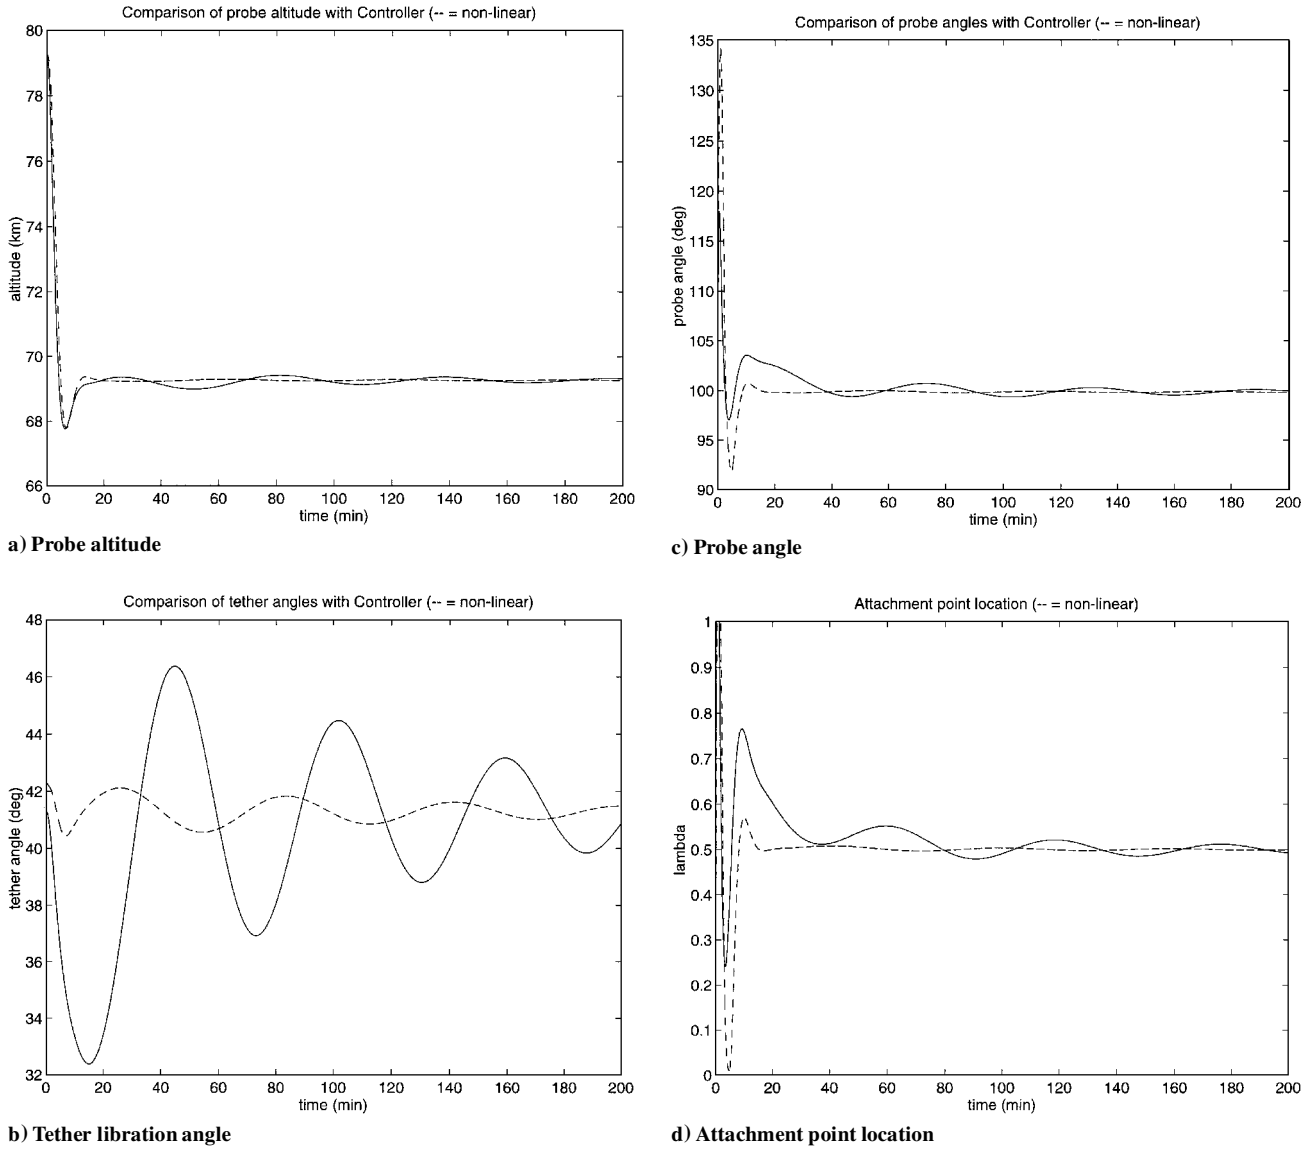 Comparison of probe altitude with Controller (-- = non-linear)
80
78
76
74
72
70
68
66
altitude (km)
0 20 40 60 80 100 120 140 160 180 200
time (min)
a) Probe altitude
Comparison of probe angles with Controller (-- = non-linear)
135
130
125
120
115
110
105
100
95
90
probe angle (deg)
0 20 40 60 80 100 120 140 160 180 200
time (min)
c) Probe angle
Comparison of tether angles with Controller (-- = non-linear)
48
46
44
42
40
38
36
34
32
tether angle (deg)
0 20 40 60 80 100 120 140 160 180 200
time (min)
b) Tether libration angle
Attachment point location (-- = non-linear)
1
0.9
0.8
0.7
0.6
0.5
0.4
0.3
0.2
0.1
0
lambda
0 20 40 60 80 100 120 140 160 180 200
time (min)
d) Attachment point location